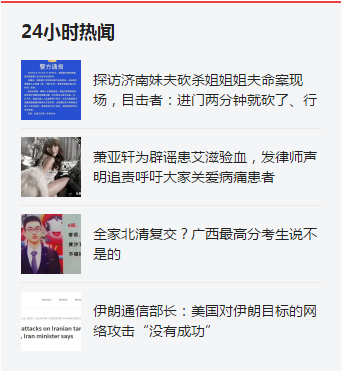 24小时热闻
警方通报
探访济南妹夫砍杀姐姐姐夫命案现
场，目击者：进门两分钟就砍了、行
萧亚轩为辟谣患艾滋验血，发律师声
明追责呼吁大家关爱病痛患者
全家北清复交？广西最高分考生说不
是的
伊朗通信部长：美国对伊朗目标的网
络攻击“没有成功”
attacks on Iranian tar
, Iran minister says